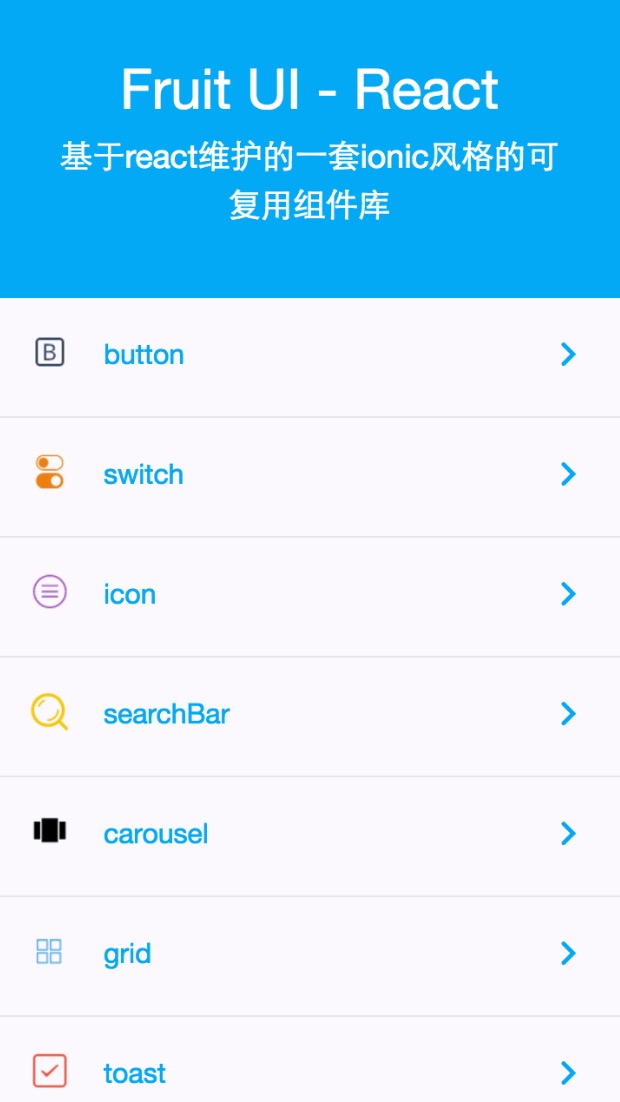 Fruit UI - React
基于react维护的一套ionic风格的可
复用组件库
B
button
switch
icon
searchBar
carousel
grid
toast